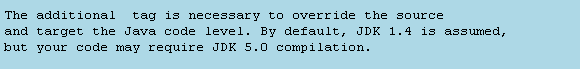 The additional  tag is necessary to override the source
and target the Java code level. By default, JDK 1.4 is assumed,
but your code may require JDK 5.0 compilation.